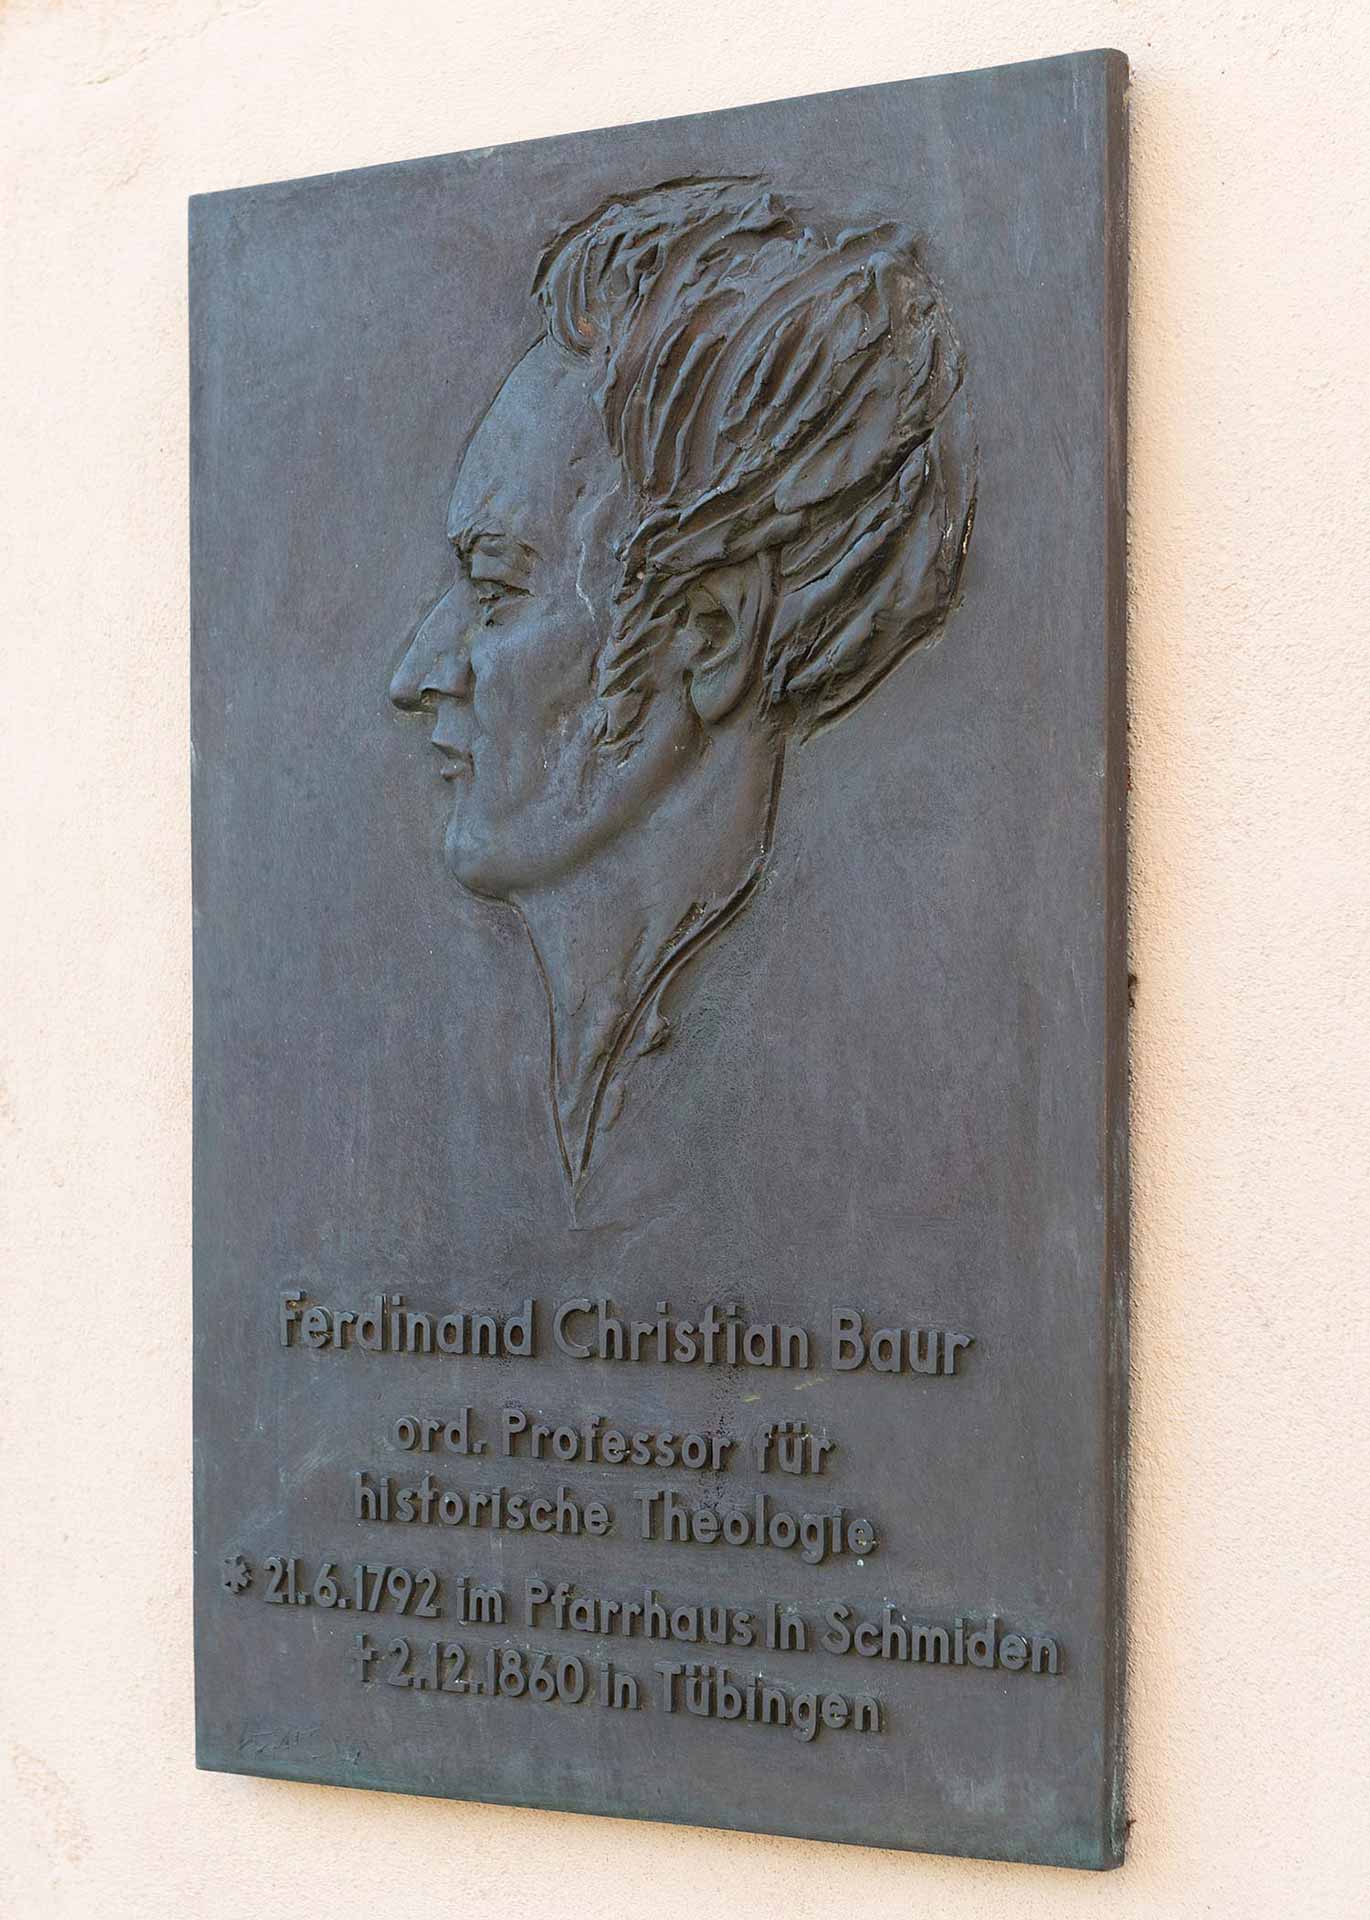 Ferdinand Christian Baur
ord. Professor für
historische Theologie
* 21.6.1792 im Pfarrhaus in Schmiden
† 2.12.1860 in Tübingen